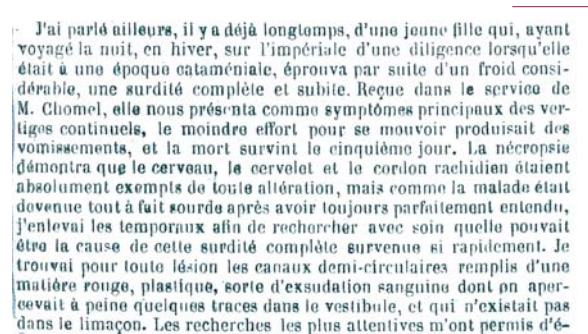 J'ai parlé ailleurs, il y a déjà longtemps, d'une jeune fille qui, ayant
voyagé la nuit, en hiver, sur l'impériale d'une diligence lorsqu'elle
était à une époque cataméniale, éprouva par suite d'un froid consi-
dérable, une surdité complète et subite. Reçue dans le service de
M. Chomel, elle nous présenta comme symptômes principaux des ver-
tiges continuels, le moindre effort pour se mouvoir produisait des
vomissements, et la mort survint le cinquième jour. La nécropsie
démontra que le cerveau, le cervelet et le cordon rachidien étaient
absolument exempts de toute altération, mais comme la malade était
devenue tout à fait sourde après avoir toujours parfaitement entendu,
j'enlevai les temporaux afin de rechercher avec soin quelle pouvait
être la cause de cette surdité complète survenue si rapidement. Je
trouvai pour toute lésion les canaux demi-circulaires remplis d'une
matière rouge, plastique, sorte d'exsudation sanguine dont on aper-
cevait à peine quelques traces dans le vestibule, et qui n'existait pas
dans le limaçon. Les recherches les plus attentives m'ont permis d'é-